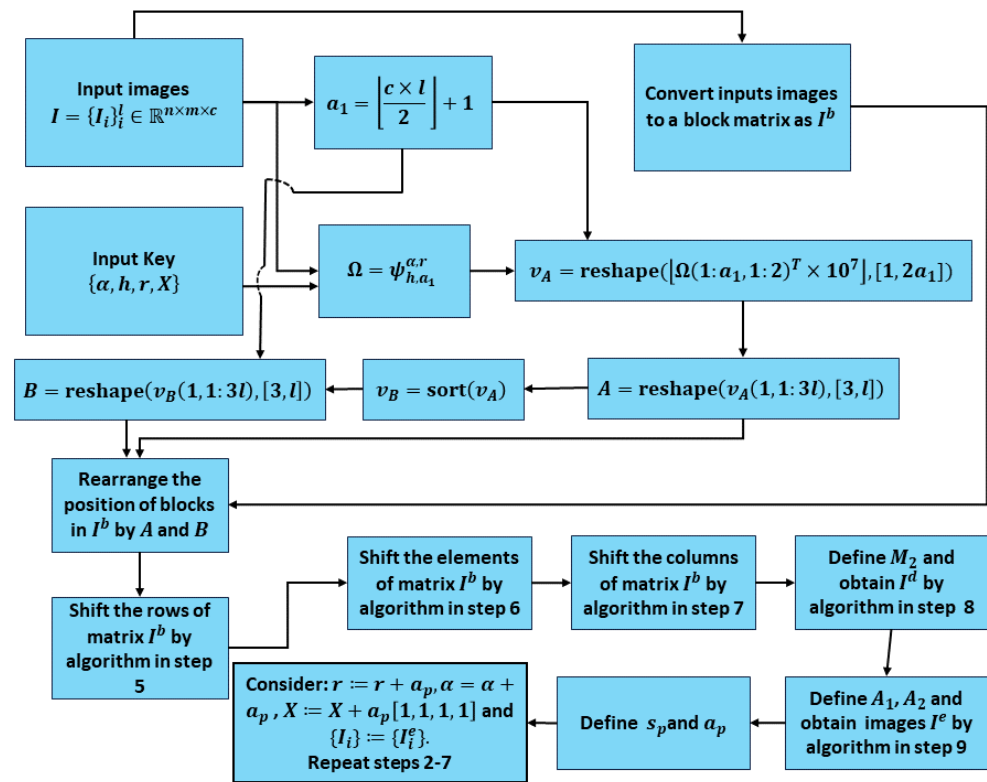 Input images
I = {I_i}_i^l ∈ ℝ^{n×m×c}
a_1 = ⌊(c × l)/2⌋ + 1
Convert inputs images
to a block matrix as I^b
Input Key
{α, h, r, X}
Ω = ψ_{h,a_1}^{α,r}
v_A = reshape(⌊Ω(1: a_1, 1: 2)^T × 10^7⌋, [1, 2a_1])
B = reshape(v_B(1, 1: 3l), [3, l])
v_B = sort(v_A)
A = reshape(v_A(1, 1: 3l), [3, l])
Rearrange the
position of blocks
in I^b by A and B
Shift the rows of
matrix I^b by
algorithm in step
5
Shift the elements
of matrix I^b by
algorithm in step 6
Shift the columns
of matrix I^b by
algorithm in step 7
Define M_2 and
obtain I^d by
algorithm in step 8
Define A_1, A_2 and
obtain images I^e by
algorithm in step 9
Define s_p and a_p
Consider: r ≔ r + a_p, α = α +
a_p , X ≔ X + a_p[1, 1, 1, 1] and
{I_i} ≔ {I_i^e}.
Repeat steps 2-7